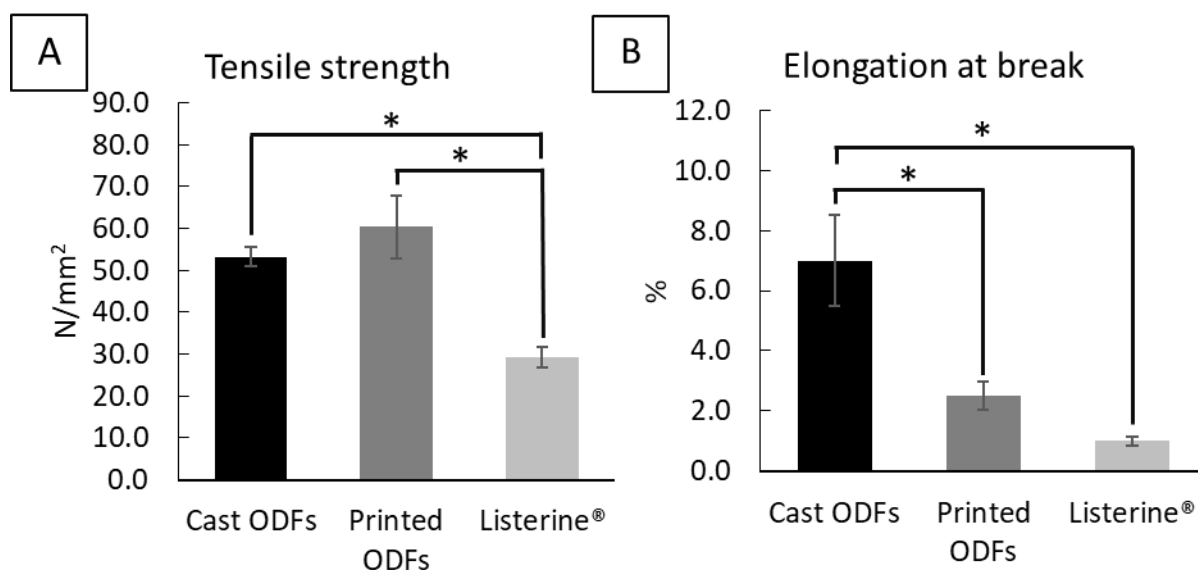 A
Tensile strength
90.0
80.0
70.0
60.0
50.0
40.0
30.0
20.0
10.0
0.0
N/mm²
*
*
Cast ODFs
Printed
ODFs
Listerine®
B
Elongation at break
12.0
10.0
8.0
6.0
4.0
2.0
0.0
%
*
*
Cast ODFs
Printed
ODFs
Listerine®